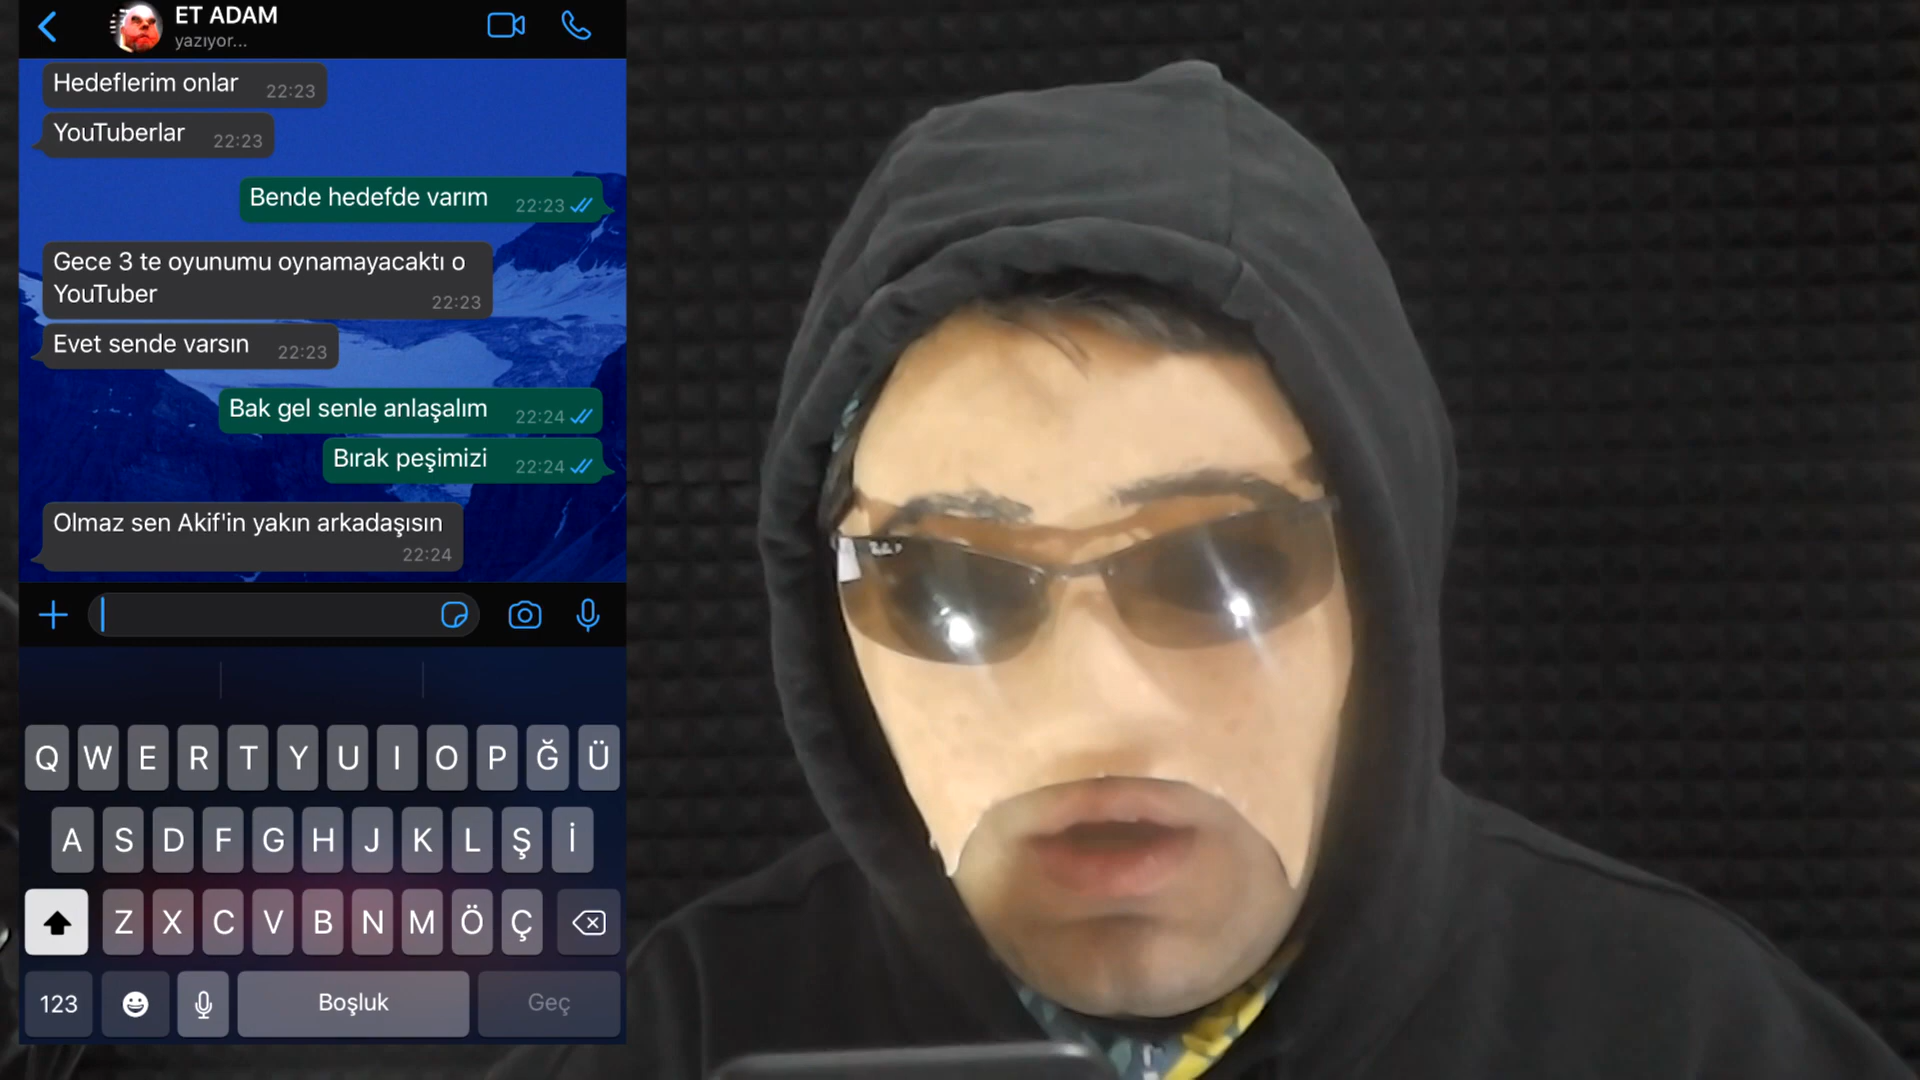 ET ADAM
yazıyor...
Hedeflerim onlar 22:23
YouTuberlar 22:23
Bende hedefde varım 22:23
Gece 3 te oyunumu oynamayacaktı o
YouTuber 22:23
Evet sende varsın 22:23
Bak gel senle anlaşalım 22:24
Bırak peşimizi 22:24
Olmaz sen Akif'in yakın arkadaşısın
22:24
Q W E R T Y U I O P Ğ Ü
A S D F G H J K L Ş İ
Z X C V B N M Ö Ç
123 Boşluk Geç